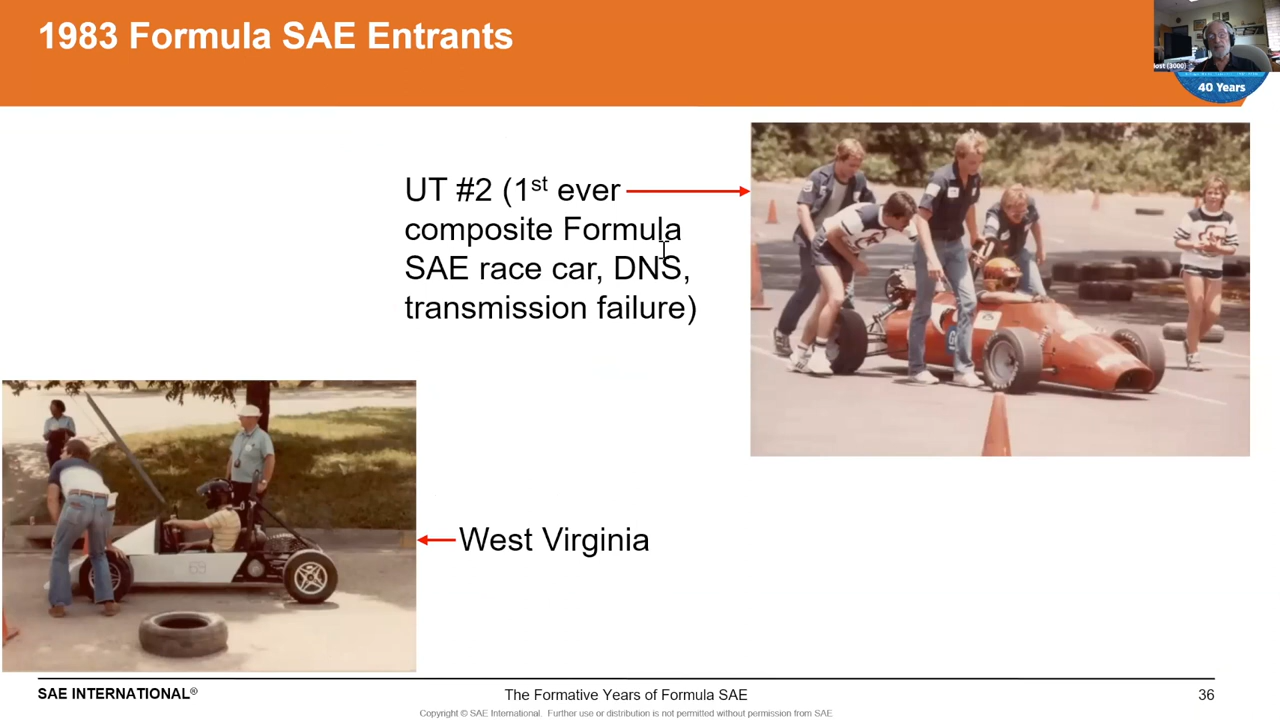 1983 Formula SAE Entrants
ost (3000)
40 Years
UT #2 (1st ever
composite Formula
SAE race car, DNS,
transmission failure)
West Virginia
SAE INTERNATIONAL®
The Formative Years of Formula SAE
36
Copyright © SAE International. Further use or distribution is not permitted without permission from SAE